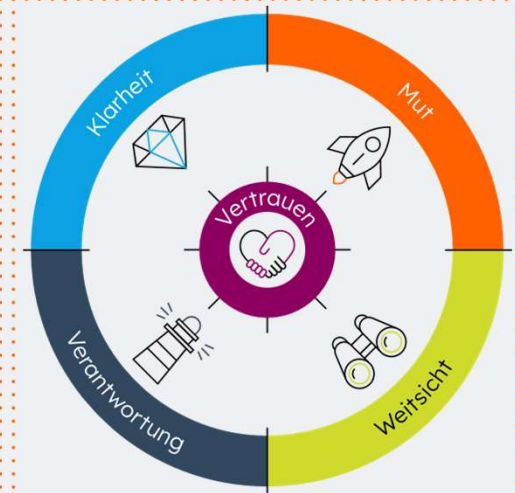 Klarheit
Mut
Vertrauen
Verantwortung
Weitsicht